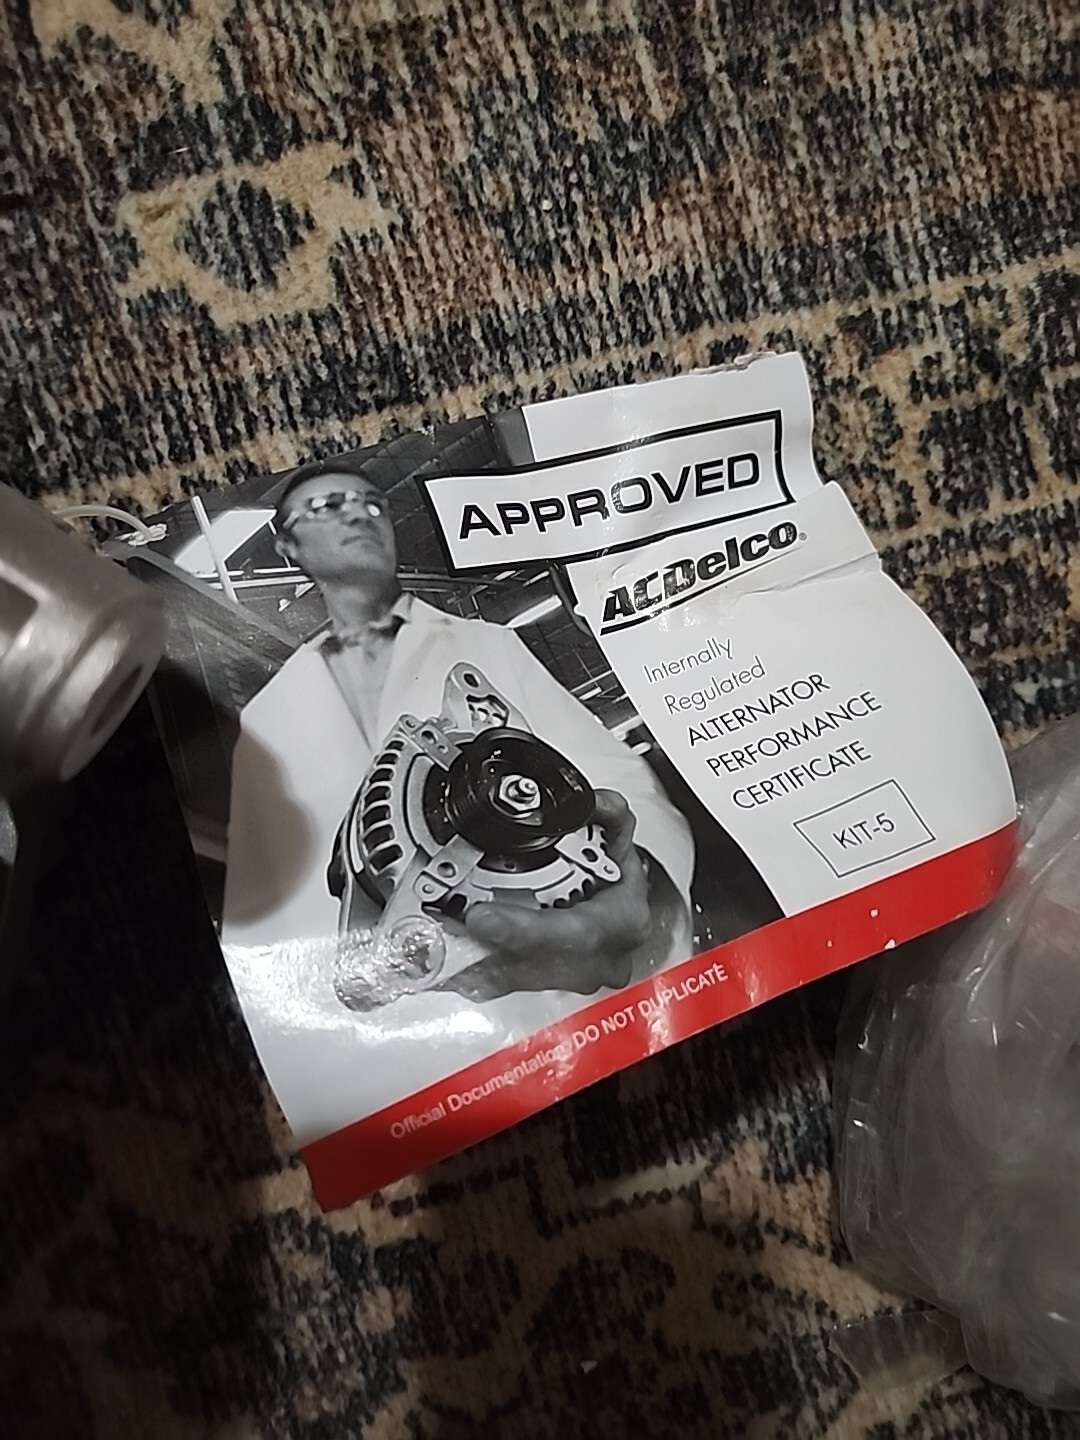 APPROVED
ACDelco®
Internally
Regulated
ALTERNATOR
PERFORMANCE
CERTIFICATE
KIT-5
Official Documentation: DO NOT DUPLICATE